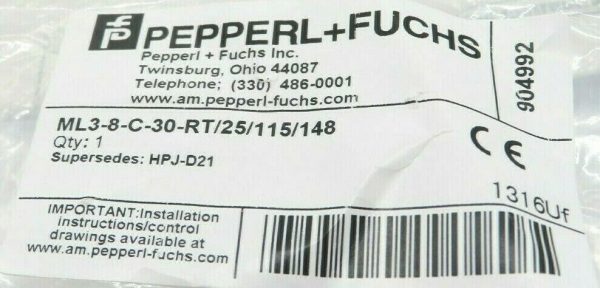 PEPPERL+FUCHS
Pepperl + Fuchs Inc.
Twinsburg, Ohio 44087
Telephone; (330) 486-0001
www.am.pepperl-fuchs.com
904992
ML3-8-C-30-RT/25/115/148
Qty: 1
Supersedes: HPJ-D21
CE
1316Uf
IMPORTANT:Installation
instructions/control
drawings available at
www.am.pepperl-fuchs.com